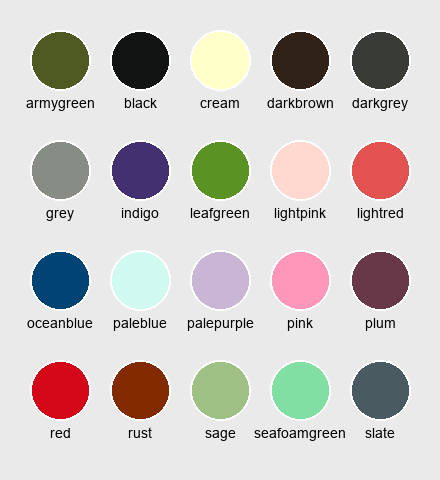 armygreen black cream darkbrown darkgrey
grey indigo leafgreen lightpink lightred
oceanblue paleblue palepurple pink plum
red rust sage seafoamgreen slate